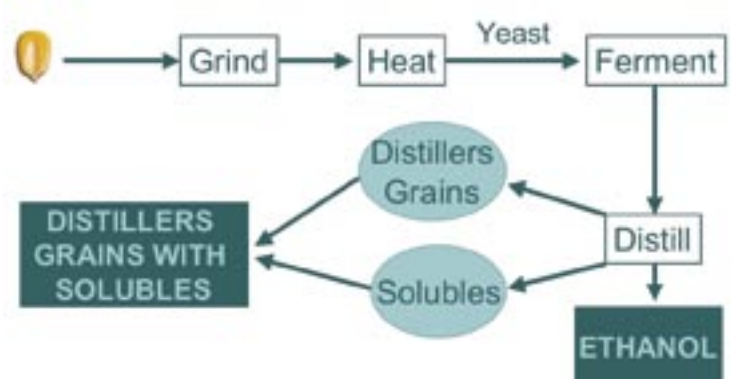 Grind
Heat
Yeast
Ferment
Distillers
Grains
DISTILLERS
GRAINS WITH
SOLUBLES
Distill
Solubles
ETHANOL